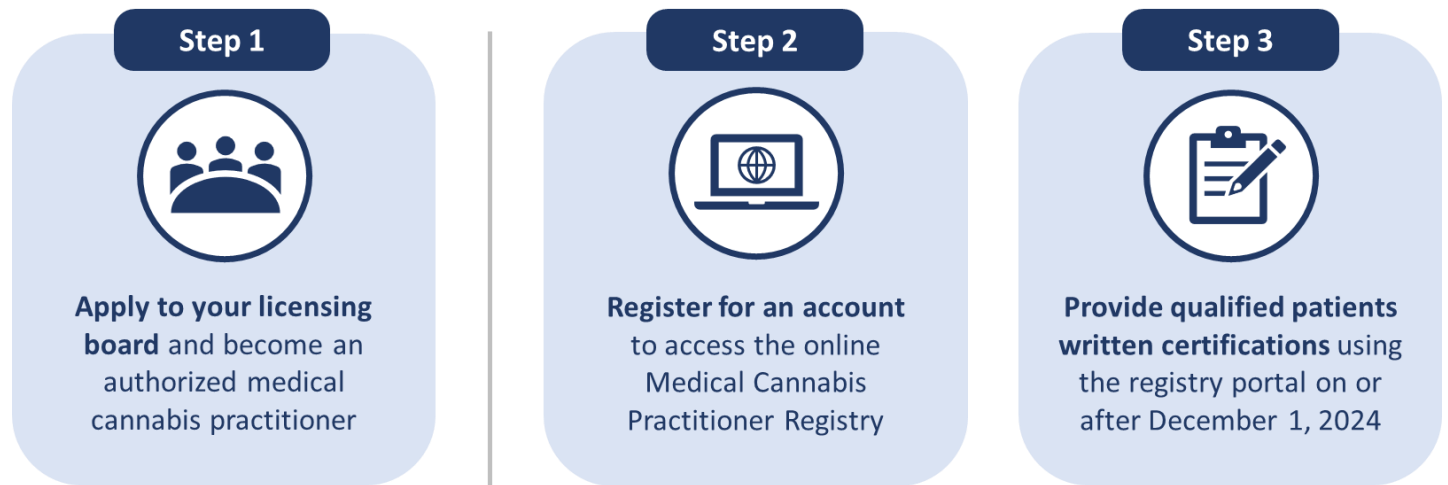 Step 1
Apply to your licensing
board and become an
authorized medical
cannabis practitioner
Step 2
Register for an account
to access the online
Medical Cannabis
Practitioner Registry
Step 3
Provide qualified patients
written certifications using
the registry portal on or
after December 1, 2024